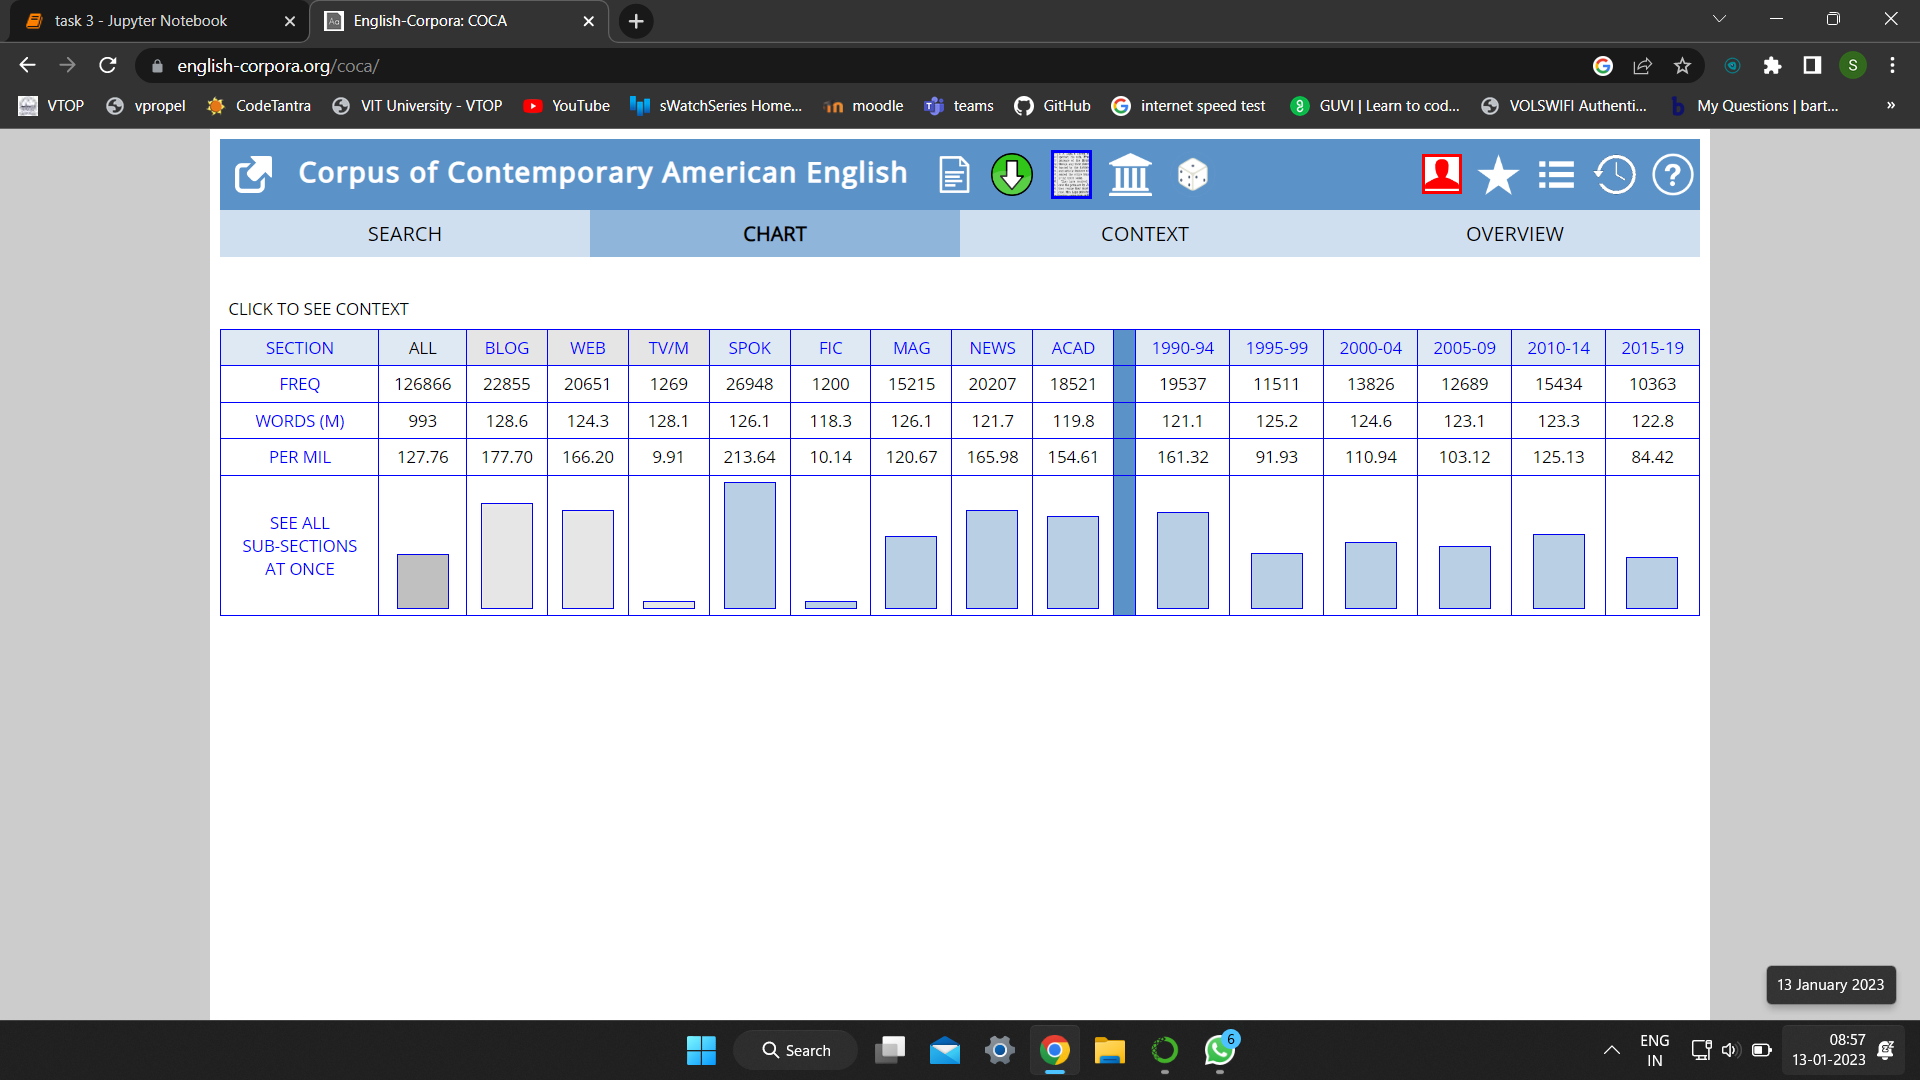 task 3 - Jupyter Notebook
English-Corpora: COCA
english-corpora.org/coca/
S
VTOP vpropel CodeTantra VIT University - VTOP YouTube sWatchSeries Home... moodle teams GitHub internet speed test GUVI | Learn to cod... VOLSWIFI Authenti... My Questions | bart... »
Corpus of Contemporary American English
SEARCH CHART CONTEXT OVERVIEW
CLICK TO SEE CONTEXT
SECTION ALL BLOG WEB TV/M SPOK FIC MAG NEWS ACAD 1990-94 1995-99 2000-04 2005-09 2010-14 2015-19
FREQ 126866 22855 20651 1269 26948 1200 15215 20207 18521 19537 11511 13826 12689 15434 10363
WORDS (M) 993 128.6 124.3 128.1 126.1 118.3 126.1 121.7 119.8 121.1 125.2 124.6 123.1 123.3 122.8
PER MIL 127.76 177.70 166.20 9.91 213.64 10.14 120.67 165.98 154.61 161.32 91.93 110.94 103.12 125.13 84.42
SEE ALL
SUB-SECTIONS
AT ONCE
13 January 2023
Search
6
ENG
IN
08:57
13-01-2023